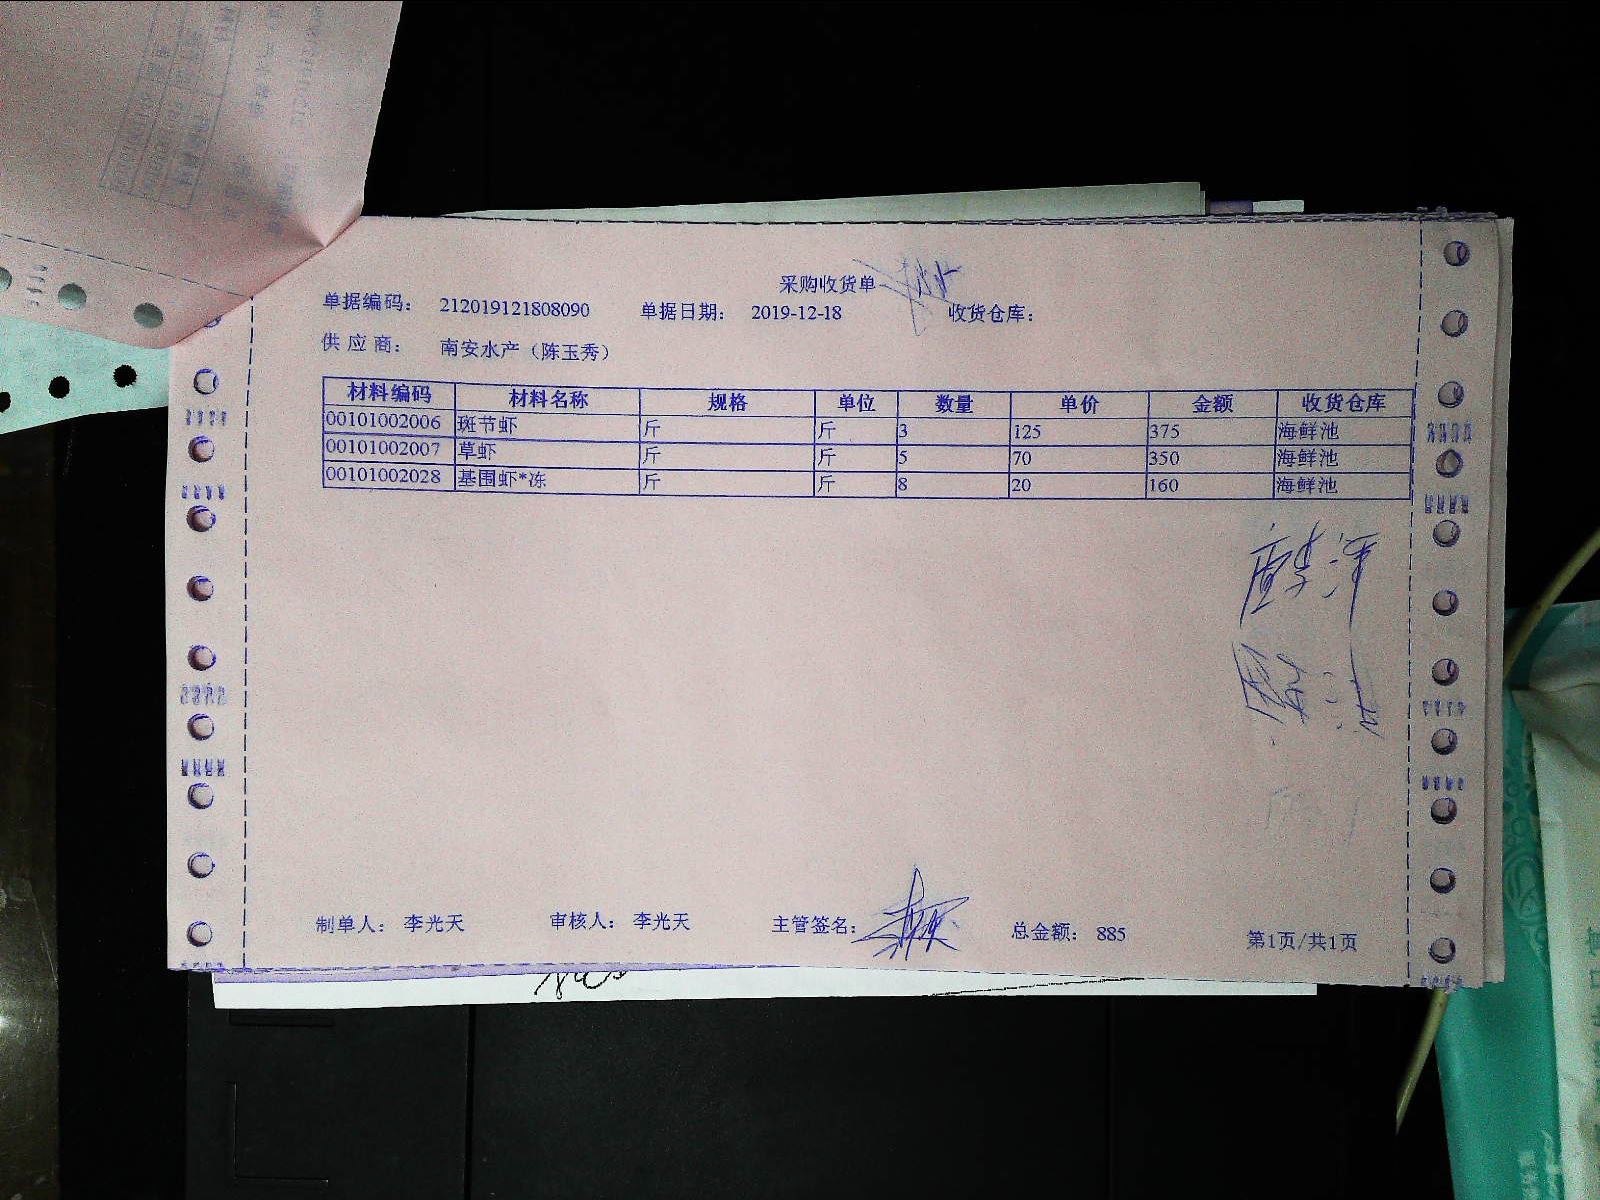 采购收货单
单据编码： 212019121808090 单据日期： 2019-12-18 收货仓库：
供 应 商： 南安水产（陈玉秀）
材料编码 材料名称 规格 单位 数量 单价 金额 收货仓库
00101002006 斑节虾 斤 斤 3 125 375 海鲜池
00101002007 草虾 斤 斤 5 70 350 海鲜池
00101002028 基围虾*冻 斤 斤 8 20 160 海鲜池
制单人： 李光天 审核人： 李光天 主管签名： 总金额： 885 第1页/共1页